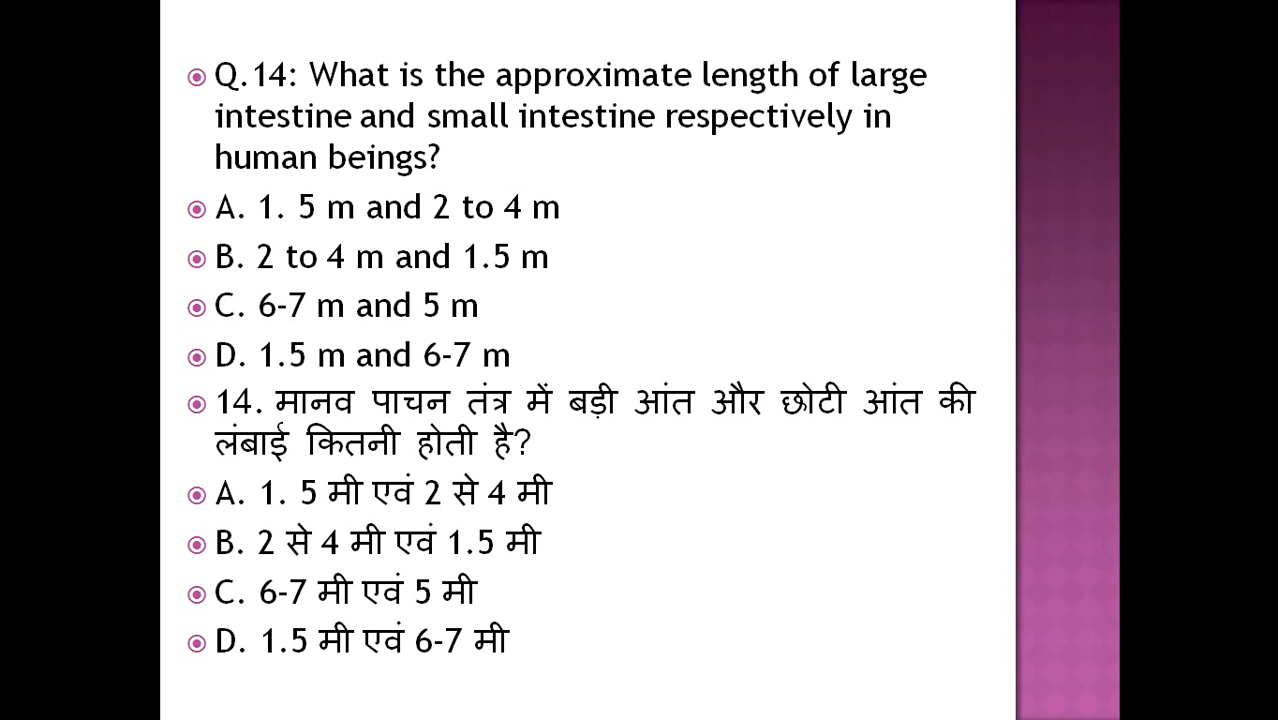 Q.14: What is the approximate length of large
intestine and small intestine respectively in
human beings?
A. 1. 5 m and 2 to 4 m
B. 2 to 4 m and 1.5 m
C. 6-7 m and 5 m
D. 1.5 m and 6-7 m
14. मानव पाचन तंत्र में बड़ी आंत और छोटी आंत की
लंबाई कितनी होती है?
A. 1. 5 मी एवं 2 से 4 मी
B. 2 से 4 मी एवं 1.5 मी
C. 6-7 मी एवं 5 मी
D. 1.5 मी एवं 6-7 मी